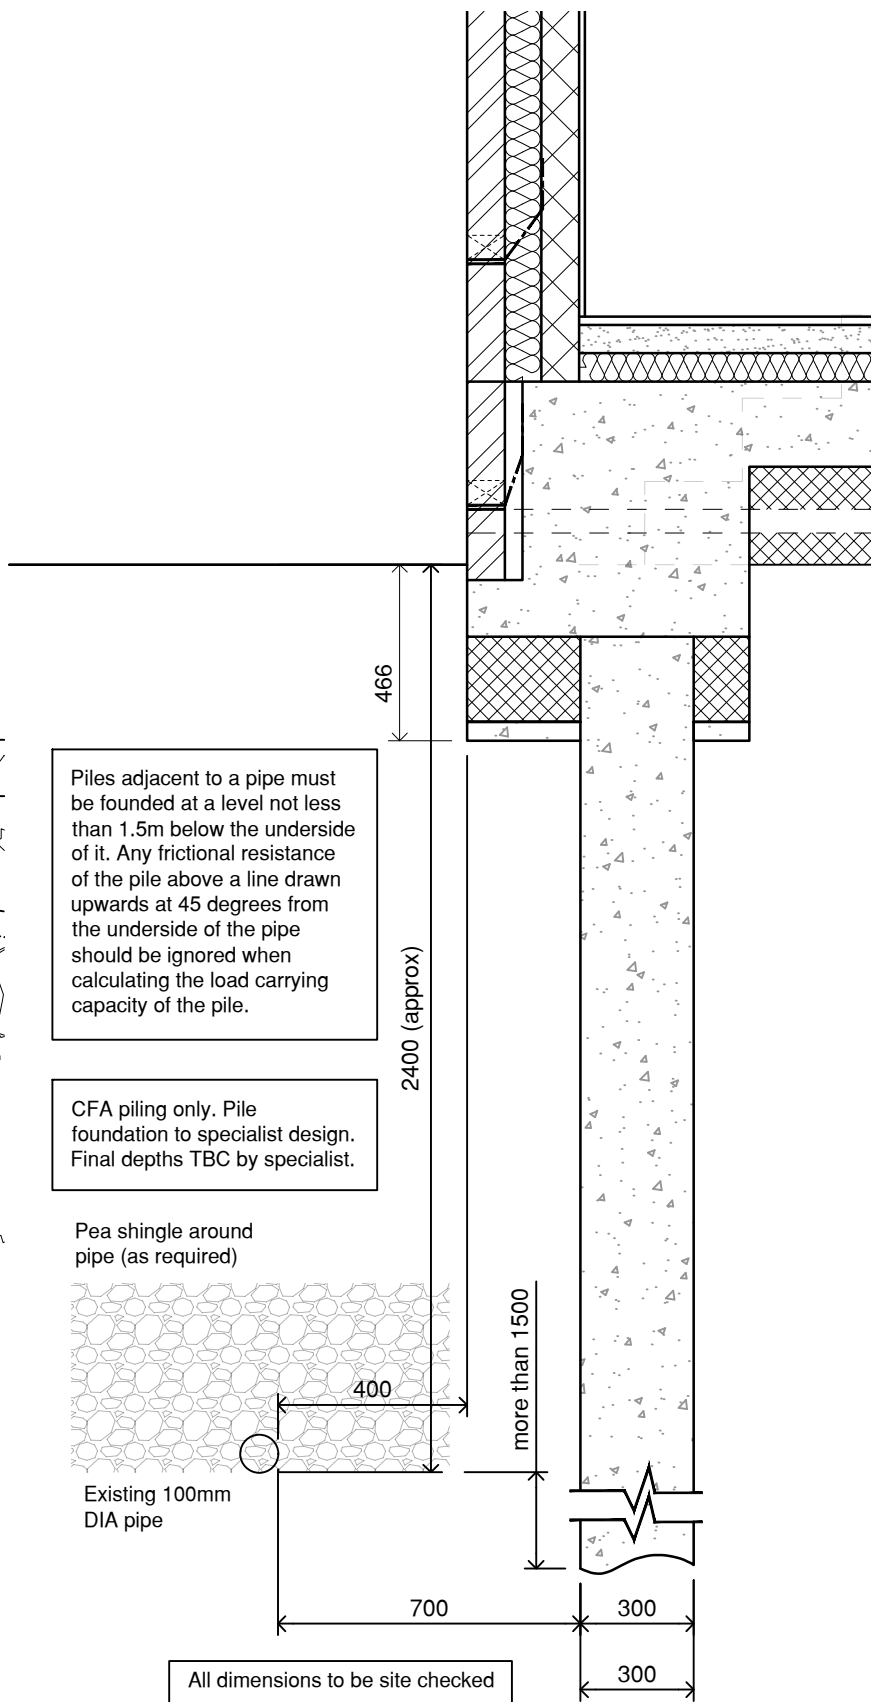 466
Piles adjacent to a pipe must
be founded at a level not less
than 1.5m below the underside
of it. Any frictional resistance
of the pile above a line drawn
upwards at 45 degrees from
the underside of the pipe
should be ignored when
calculating the load carrying
capacity of the pile.
2400 (approx)
CFA piling only. Pile
foundation to specialist design.
Final depths TBC by specialist.
Pea shingle around
pipe (as required)
more than 1500
400
Existing 100mm
DIA pipe
700
300
All dimensions to be site checked
300